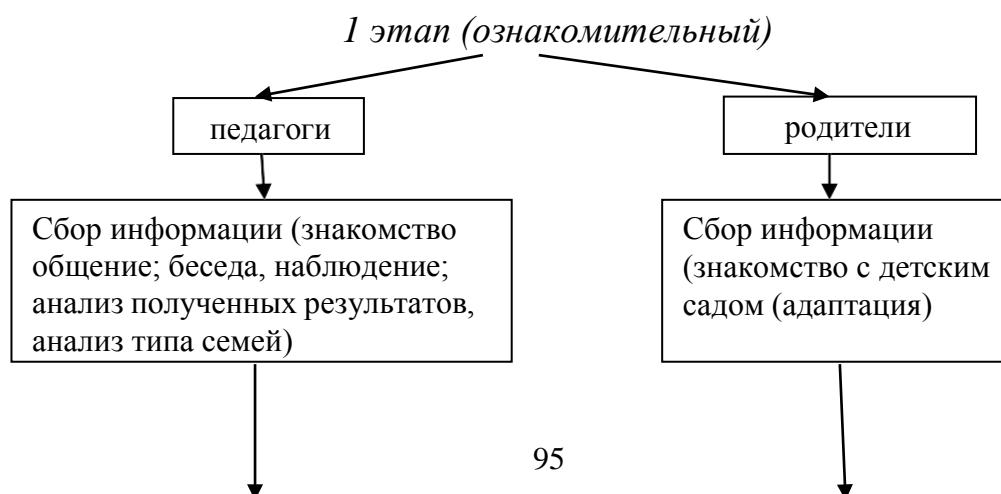 1 этап (ознакомительный)
педагоги
родители
Сбор информации (знакомство
общение; беседа, наблюдение;
анализ полученных результатов,
анализ типа семей)
Сбор информации
(знакомство с детским
садом (адаптация)
95